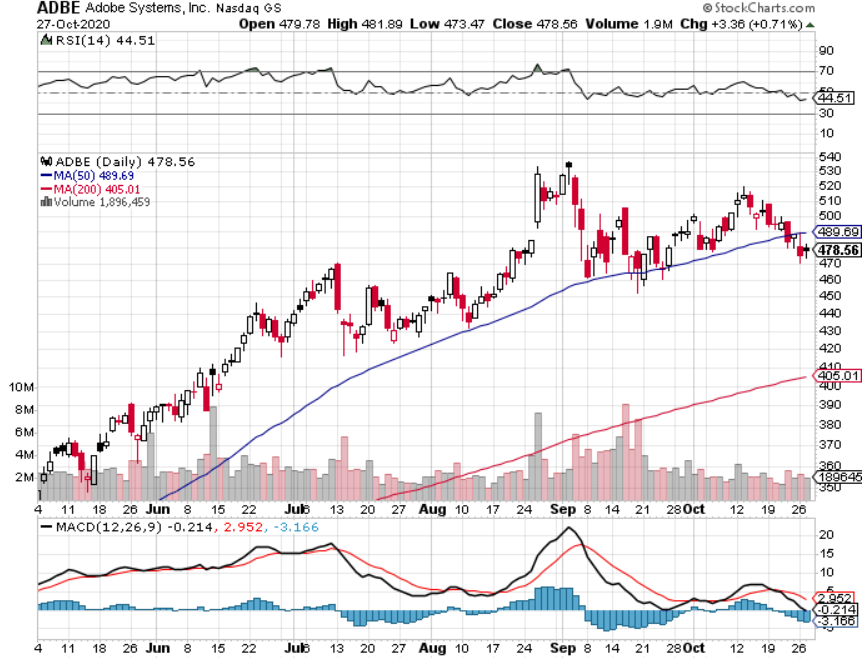 ADBE Adobe Systems, Inc. Nasdaq GS © StockCharts.com
27-Oct-2020 Open 479.78 High 481.89 Low 473.47 Close 478.56 Volume 1.9M Chg +3.36 (+0.71%)
RSI(14) 44.51
90
70
50
44.51
30
10
ADBE (Daily) 478.56
MA(50) 489.69
MA(200) 405.01
Volume 1,896,459
540
530
520
510
500
489.69
478.56
470
460
450
440
430
420
410
405.01
400
390
380
370
360
350
10M
8M
6M
4M
2M
189645
4 11 18 26 Jun 8 15 22 Jul 6 13 20 27 Aug 10 17 24 Sep 8 14 21 28 Oct 12 19 26
MACD(12,26,9) -0.214, 2.952, -3.166
20
15
10
5
2.952
-0.214
-3.166
-5
4 11 18 26 Jun 8 15 22 Jul 6 13 20 27 Aug 10 17 24 Sep 8 14 21 28 Oct 12 19 26